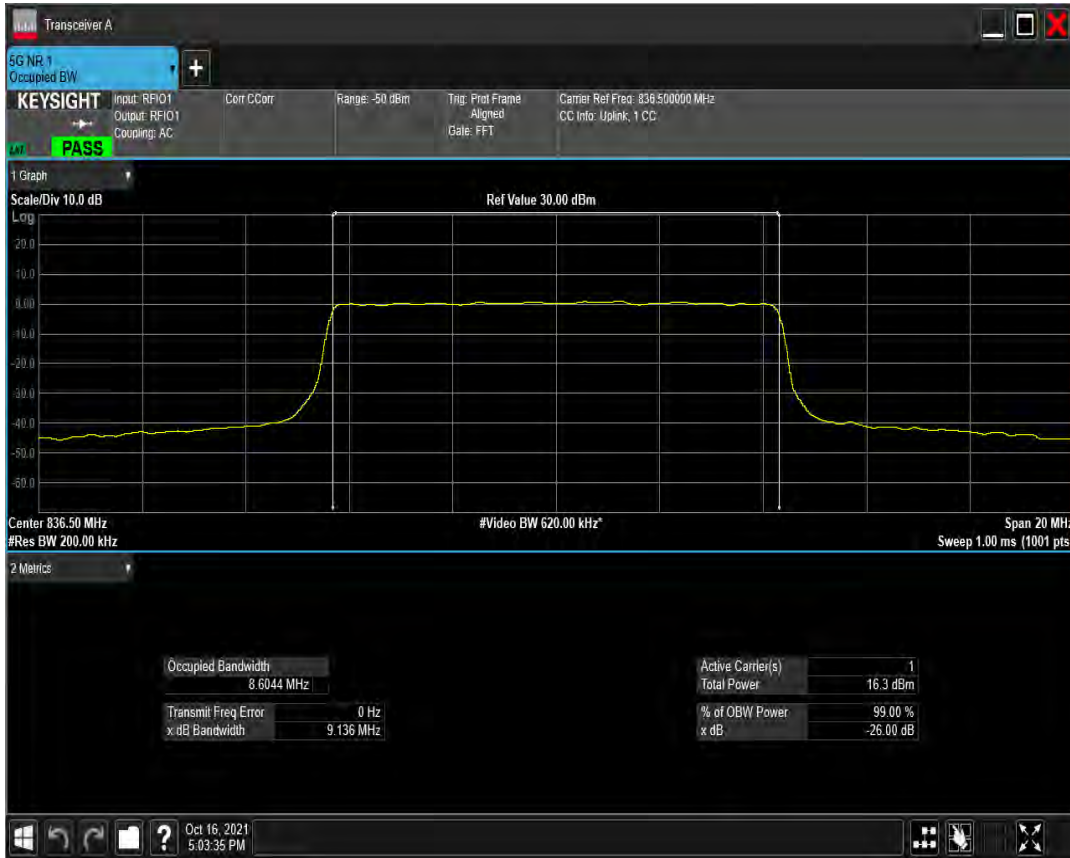 Transceiver A
5G NR 1
Occupied BW
+
KEYSIGHT
PASS
Input: RFIO1
Output: RFIO1
Coupling: AC
Corr CCorr
Range: -50 dBm
Trig: Prot Frame
Aligned
Gate: FFT
Carrier Ref Freq: 836.500000 MHz
CC Info: Uplink, 1 CC
1 Graph
Scale/Div 10.0 dB
Ref Value 30.00 dBm
Log
20.0
10.0
0.00
-10.0
-20.0
-30.0
-40.0
-50.0
-60.0
Center 836.50 MHz
#Video BW 620.00 kHz*
Span 20 MHz
#Res BW 200.00 kHz
Sweep 1.00 ms (1001 pts
2 Metrics
Occupied Bandwidth
8.6044 MHz
Transmit Freq Error 0 Hz
x dB Bandwidth 9.136 MHz
Active Carrier(s) 1
Total Power 16.3 dBm
% of OBW Power 99.00 %
x dB -26.00 dB
?
Oct 16, 2021
5:03:35 PM